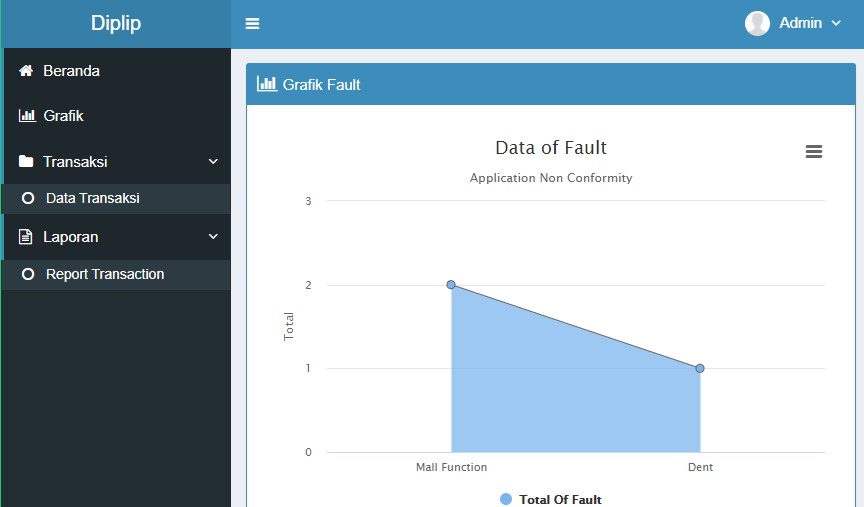 Diplip
Admin
Beranda
Grafik
Transaksi
Data Transaksi
Laporan
Report Transaction
Grafik Fault
Data of Fault
Application Non Conformity
3
2
1
0
Total
Mall Function
Dent
Total Of Fault